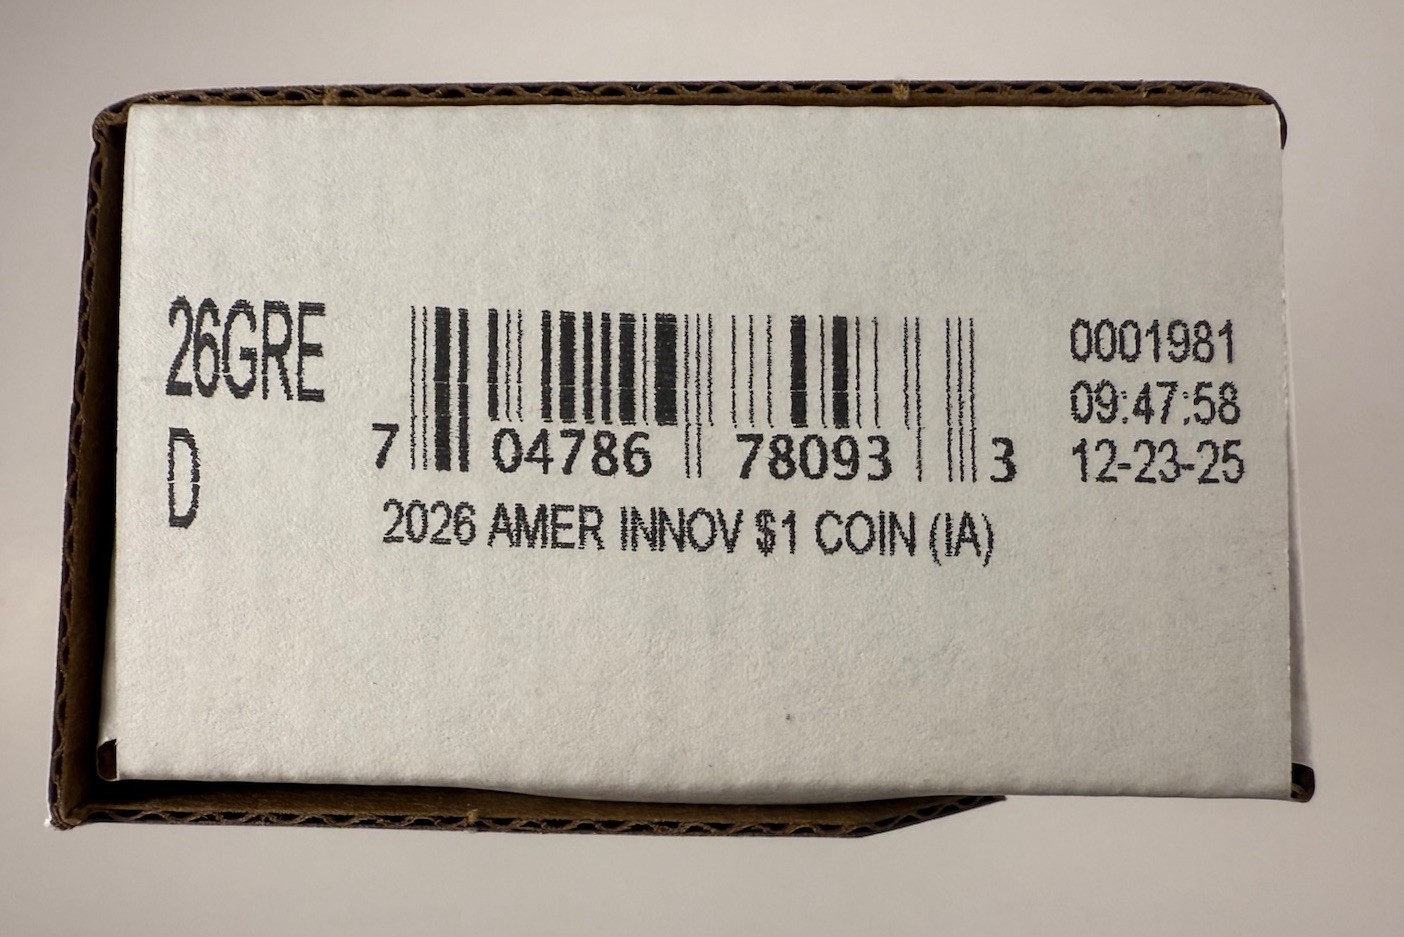 26GRE
D
7 04786 78093 3
2026 AMER INNOV $1 COIN (IA)
0001981
09:47:58
12-23-25